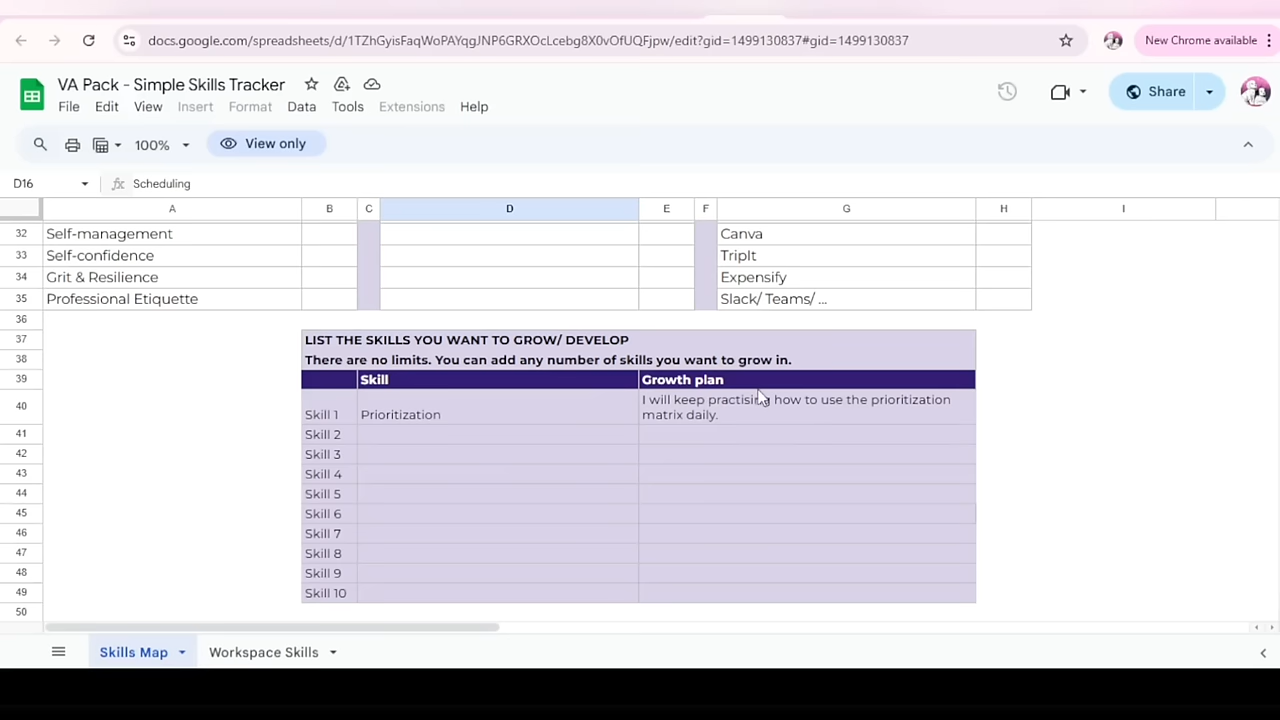 docs.google.com/spreadsheets/d/1TZhGyisFaqWoPAYqgJNP6GRXOcLcebg8X0vOfUQFjpw/edit?gid=1499130837#gid=1499130837
New Chrome available
VA Pack - Simple Skills Tracker
File Edit View Insert Format Data Tools Extensions Help
Share
100%
View only
D16
Scheduling
A B C D E F G H I
32 Self-management Canva
33 Self-confidence TripIt
34 Grit & Resilience Expensify
35 Professional Etiquette Slack/ Teams/ ...
36
37 LIST THE SKILLS YOU WANT TO GROW/ DEVELOP
38 There are no limits. You can add any number of skills you want to grow in.
39 Skill Growth plan
I will keep practising how to use the prioritization
40 Skill 1 Prioritization matrix daily.
41 Skill 2
42 Skill 3
43 Skill 4
44 Skill 5
45 Skill 6
46 Skill 7
47 Skill 8
48 Skill 9
49 Skill 10
50
Skills Map Workspace Skills